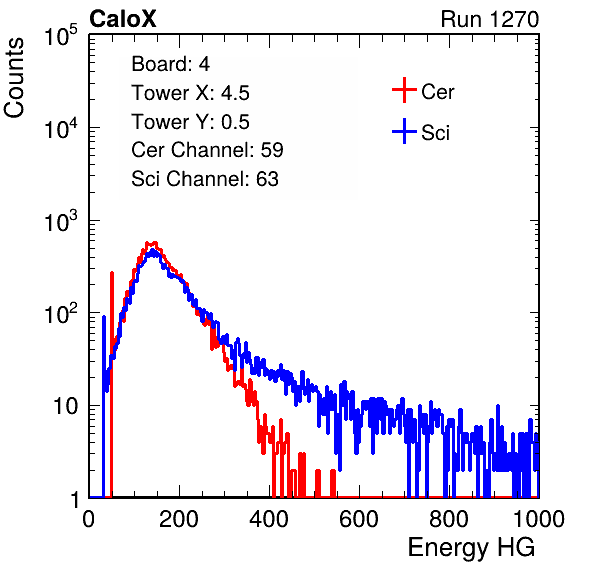 CaloX Run 1270
Counts
10^5
10^4
10^3
10^2
10
1
Board: 4
Tower X: 4.5
Tower Y: 0.5
Cer Channel: 59
Sci Channel: 63
Cer
Sci
0 200 400 600 800 1000
Energy HG